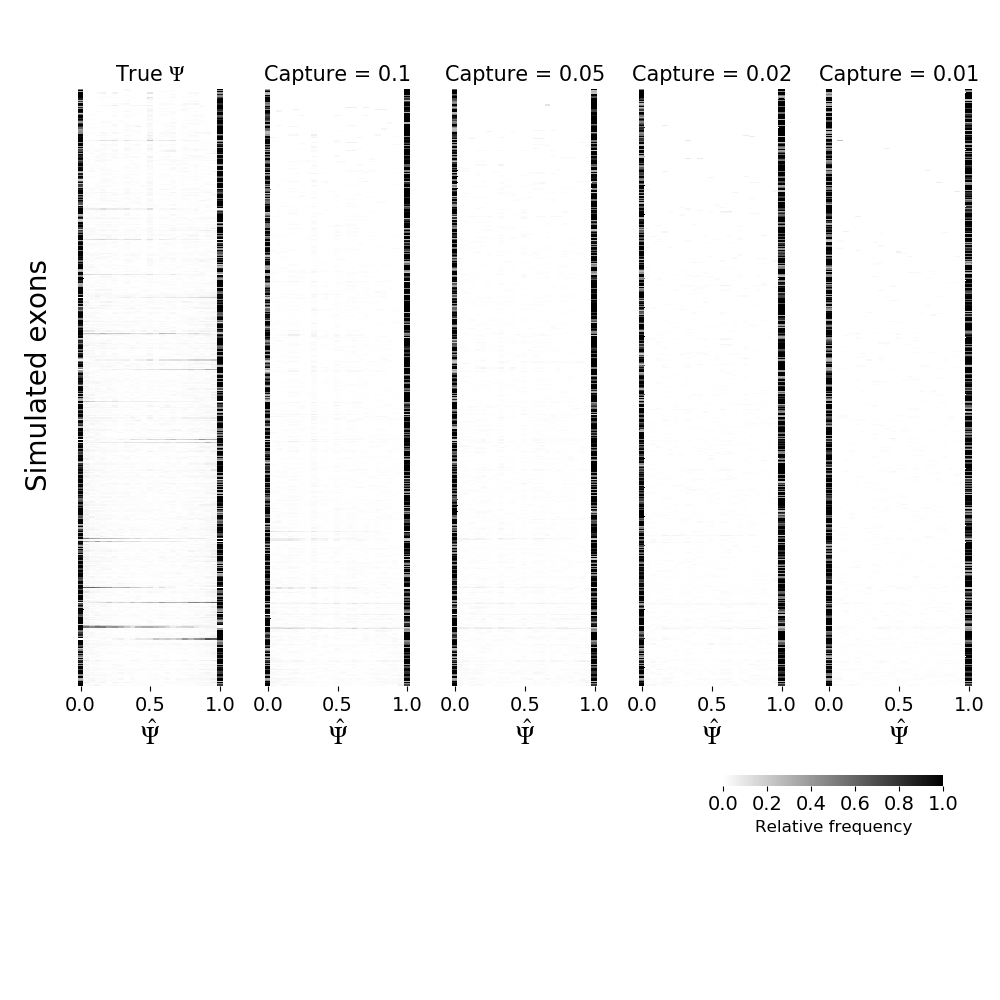 True Ψ
Capture = 0.1
Capture = 0.05
Capture = 0.02
Capture = 0.01
Simulated exons
0.0 0.5 1.0
0.0 0.5 1.0
0.0 0.5 1.0
0.0 0.5 1.0
0.0 0.5 1.0
Ψ̂
Ψ̂
Ψ̂
Ψ̂
Ψ̂
0.0 0.2 0.4 0.6 0.8 1.0
Relative frequency